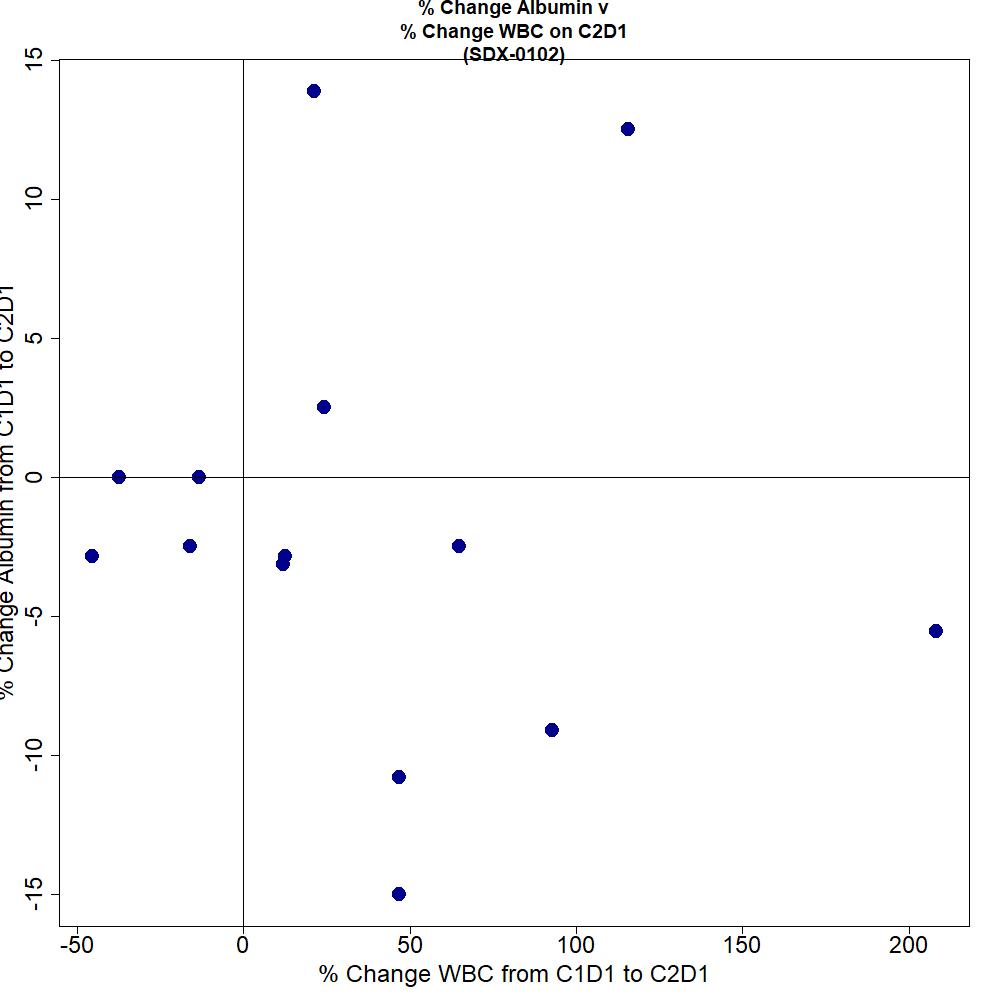 % Change Albumin v
% Change WBC on C2D1
(SDX-0102)
% Change Albumin from C1D1 to C2D1
15
10
5
0
-5
-10
-15
-50
0
50
100
150
200
% Change WBC from C1D1 to C2D1